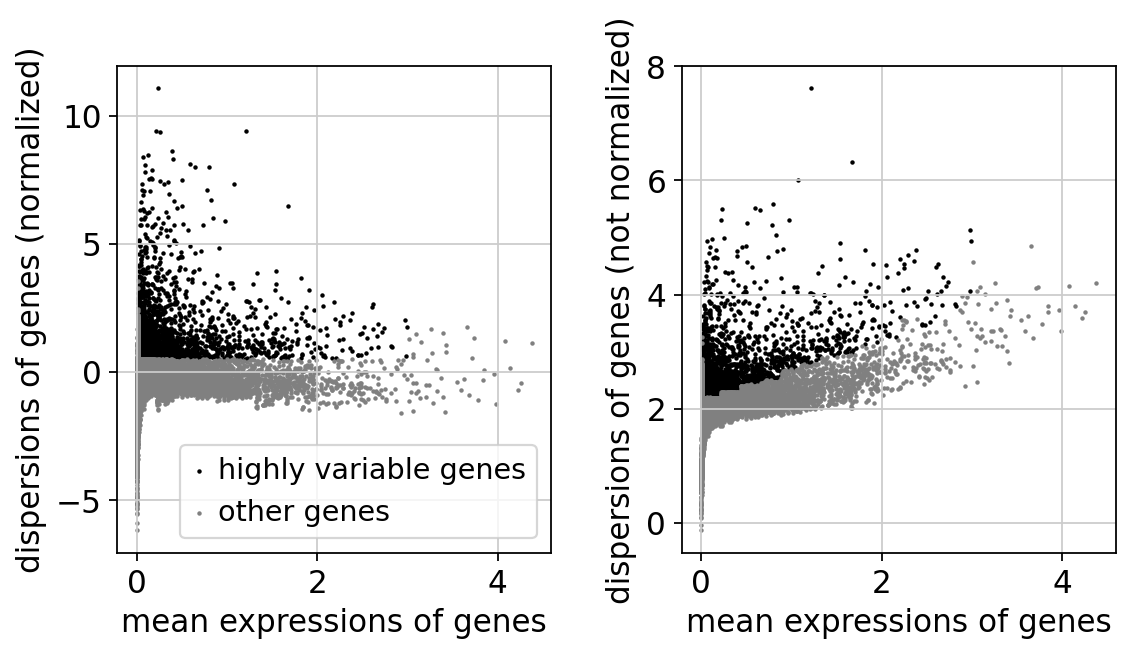 dispersions of genes (normalized)
10
5
0
−5
highly variable genes
other genes
0 2 4
mean expressions of genes
dispersions of genes (not normalized)
8
6
4
2
0
0 2 4
mean expressions of genes